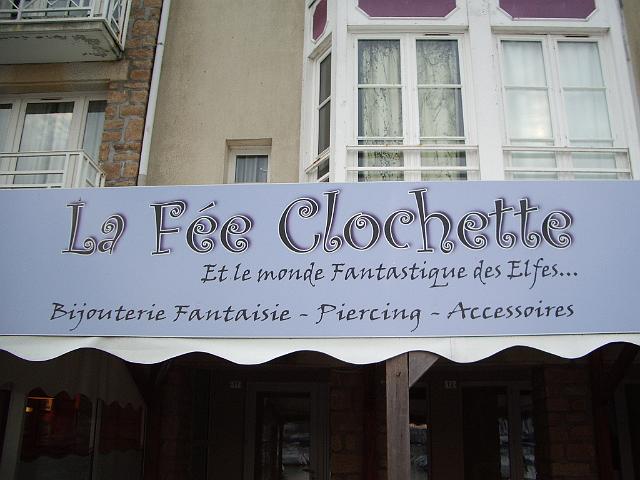 La Fée Clochette
Et le monde Fantastique des Elfes...
Bijouterie Fantaisie - Piercing - Accessoires